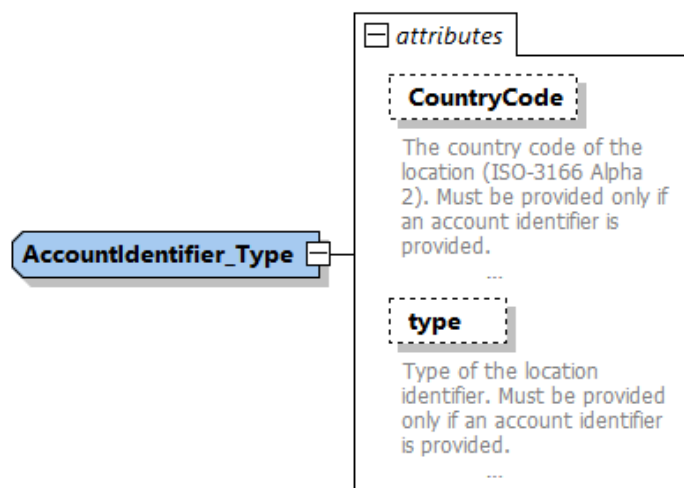 attributes
CountryCode
The country code of the
location (ISO-3166 Alpha
2). Must be provided only if
an account identifier is
provided.
...
AccountIdentifier_Type
type
Type of the location
identifier. Must be provided
only if an account identifier
is provided.
...